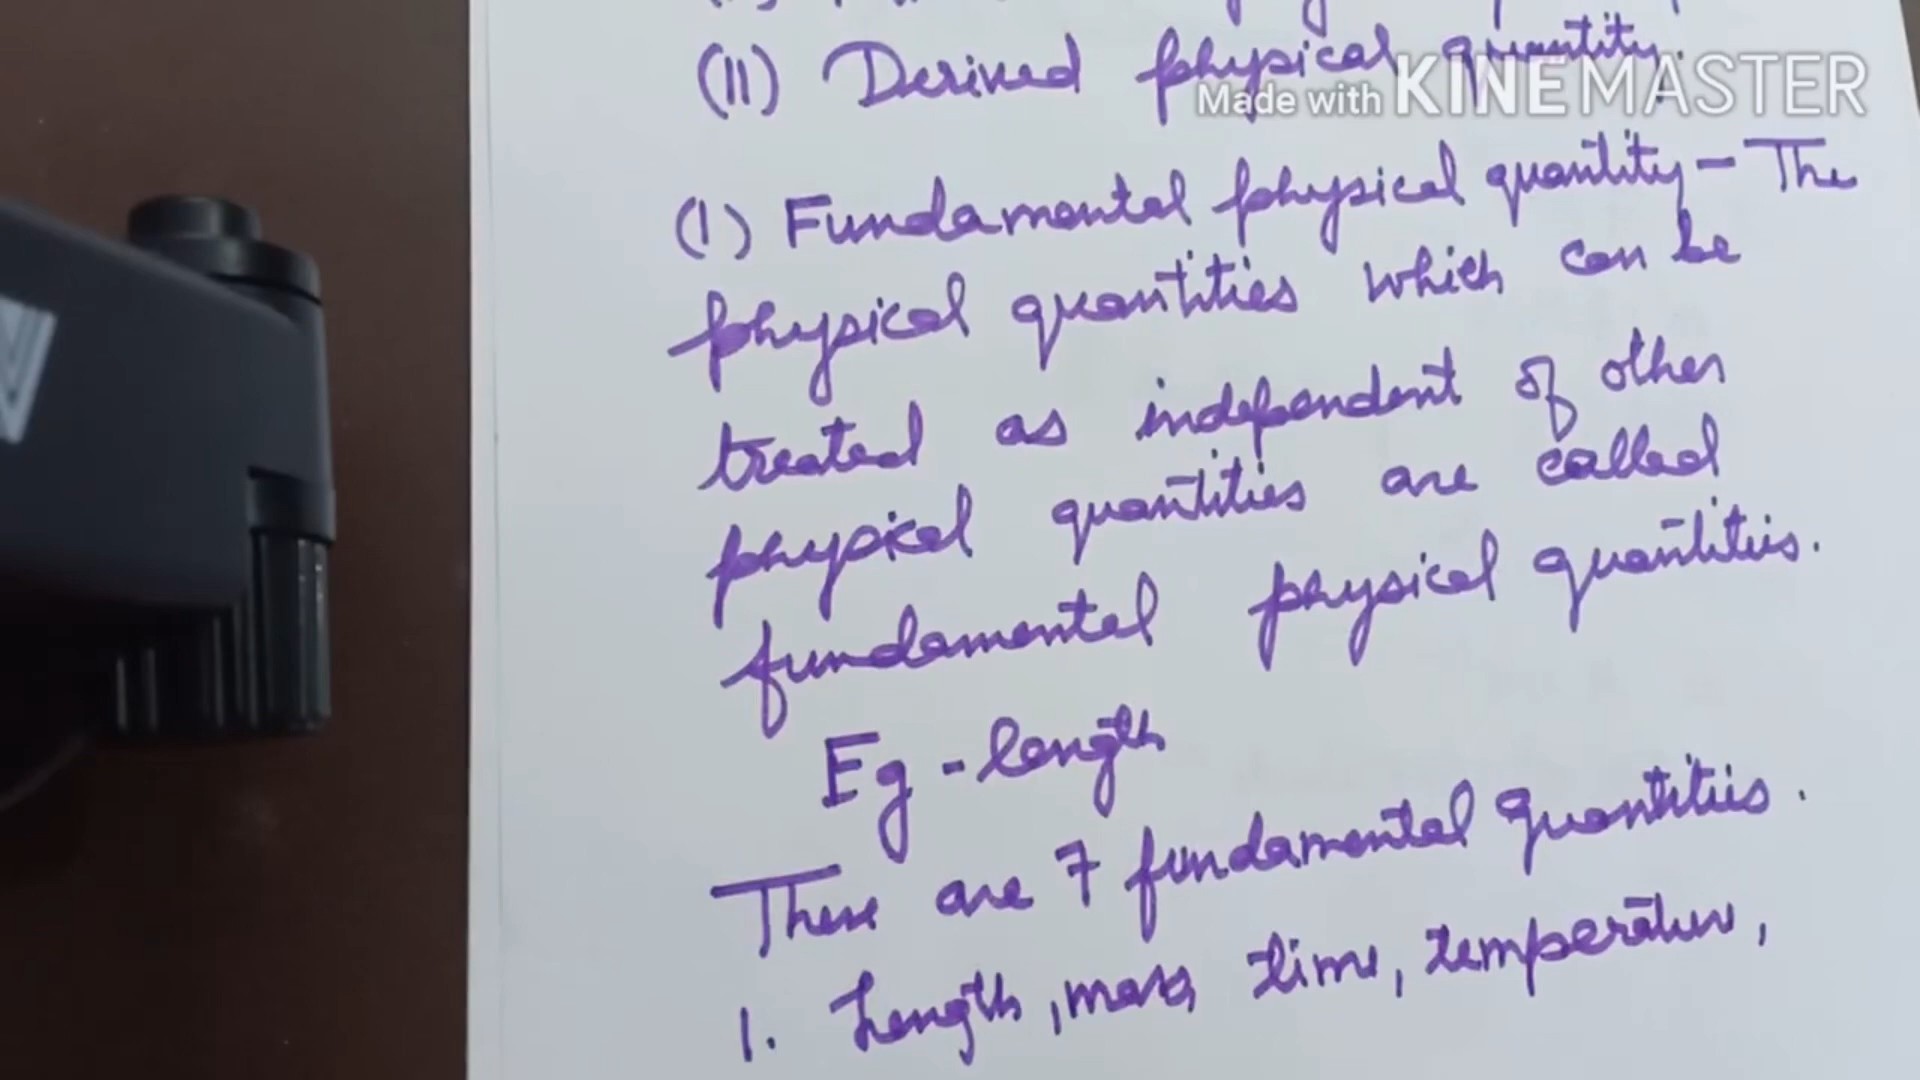 (II) Derived physical quantity.
Made with KINEMASTER
(I) Fundamental physical quantity - The
physical quantities which can be
treated as independent of other
physical quantities are called
fundamental physical quantities.
Eg - length
There are 7 fundamental quantities.
1. Length, mass, time, temperature,